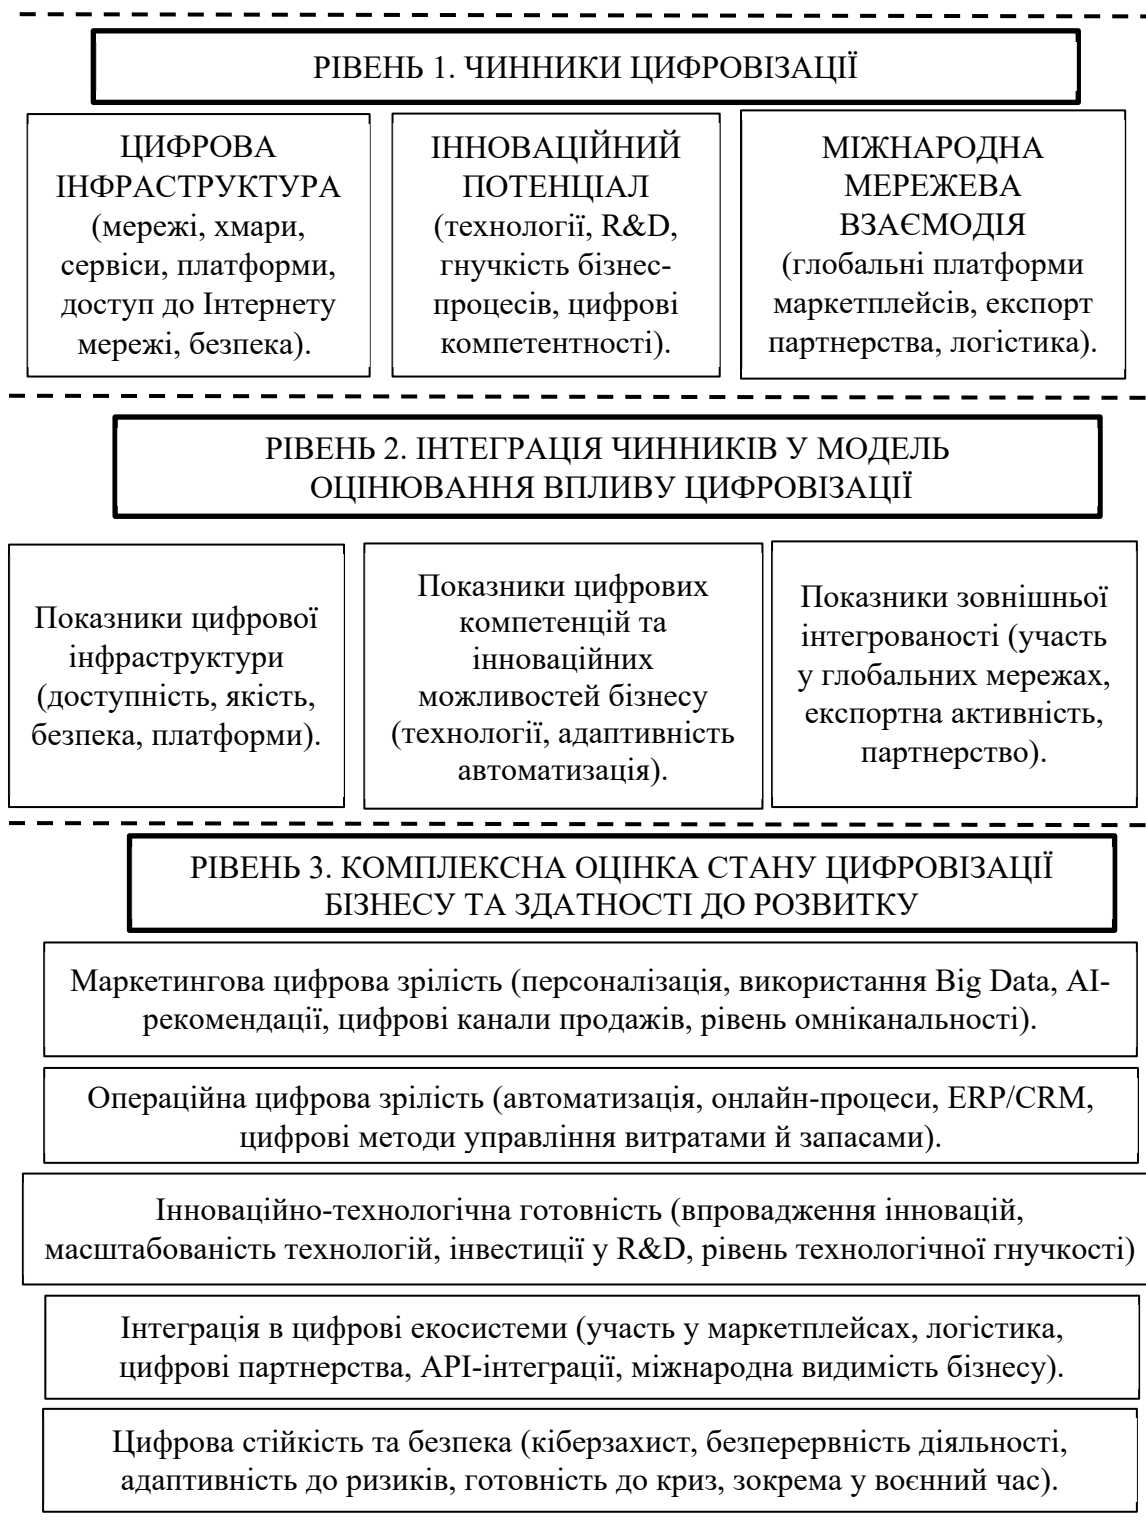 РІВЕНЬ 1. ЧИННИКИ ЦИФРОВІЗАЦІЇ
ЦИФРОВА
ІНФРАСТРУКТУРА
(мережі, хмари,
сервіси, платформи,
доступ до Інтернету
мережі, безпека).
ІННОВАЦІЙНИЙ
ПОТЕНЦІАЛ
(технології, R&D,
гнучкість бізнес-
процесів, цифрові
компетентності).
МІЖНАРОДНА
МЕРЕЖЕВА
ВЗАЄМОДІЯ
(глобальні платформи
маркетплейсів, експорт
партнерства, логістика).
РІВЕНЬ 2. ІНТЕГРАЦІЯ ЧИННИКІВ У МОДЕЛЬ
ОЦІНЮВАННЯ ВПЛИВУ ЦИФРОВІЗАЦІЇ
Показники цифрової
інфраструктури
(доступність, якість,
безпека, платформи).
Показники цифрових
компетенцій та
інноваційних
можливостей бізнесу
(технології, адаптивність
автоматизація).
Показники зовнішньої
інтегрованості (участь
у глобальних мережах,
експортна активність,
партнерство).
РІВЕНЬ 3. КОМПЛЕКСНА ОЦІНКА СТАНУ ЦИФРОВІЗАЦІЇ
БІЗНЕСУ ТА ЗДАТНОСТІ ДО РОЗВИТКУ
Маркетингова цифрова зрілість (персоналізація, використання Big Data, AI-
рекомендації, цифрові канали продажів, рівень омніканальності).
Операційна цифрова зрілість (автоматизація, онлайн-процеси, ERP/CRM,
цифрові методи управління витратами й запасами).
Інноваційно-технологічна готовність (впровадження інновацій,
масштабованість технологій, інвестиції у R&D, рівень технологічної гнучкості)
Інтеграція в цифрові екосистеми (участь у маркетплейсах, логістика,
цифрові партнерства, API-інтеграції, міжнародна видимість бізнесу).
Цифрова стійкість та безпека (кіберзахист, безперервність діяльності,
адаптивність до ризиків, готовність до криз, зокрема у воєнний час).